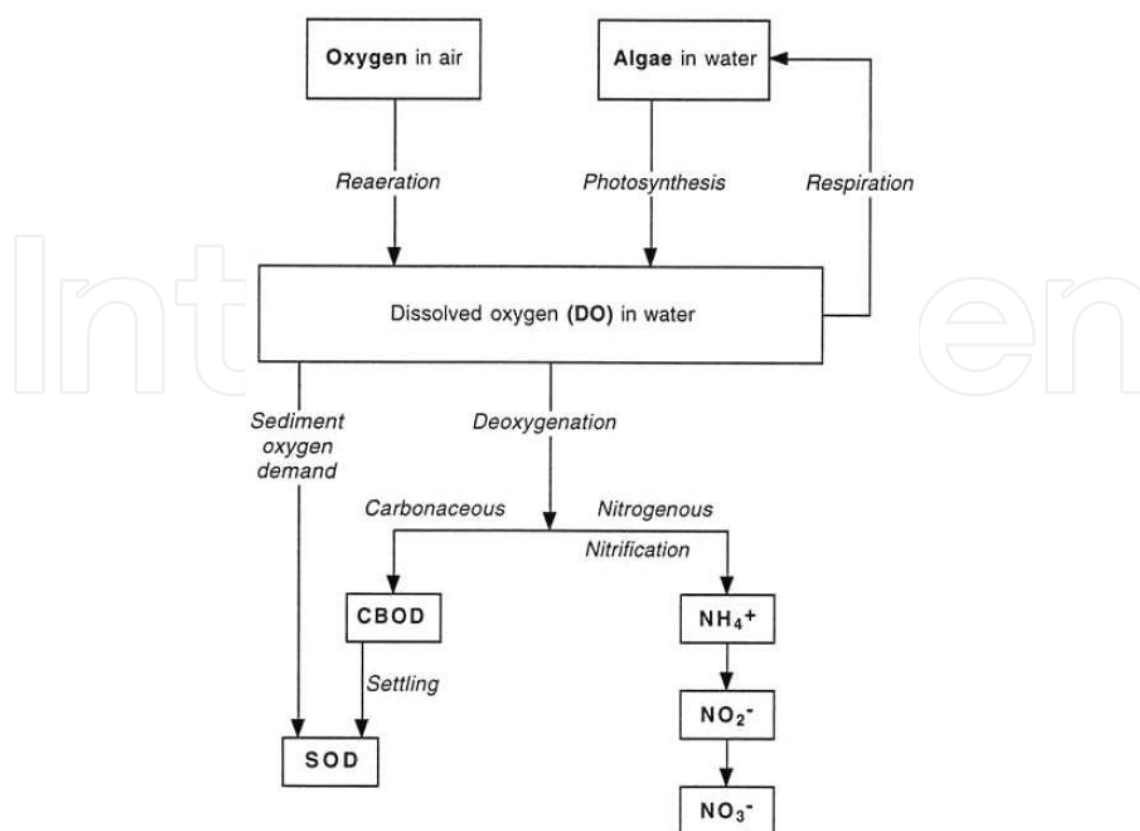 Oxygen in air
Algae in water
Reaeration
Photosynthesis
Respiration
Dissolved oxygen (DO) in water
Sediment
oxygen
demand
Deoxygenation
Carbonaceous
Nitrogenous
Nitrification
CBOD
NH₄⁺
Settling
NO₂⁻
SOD
NO₃⁻